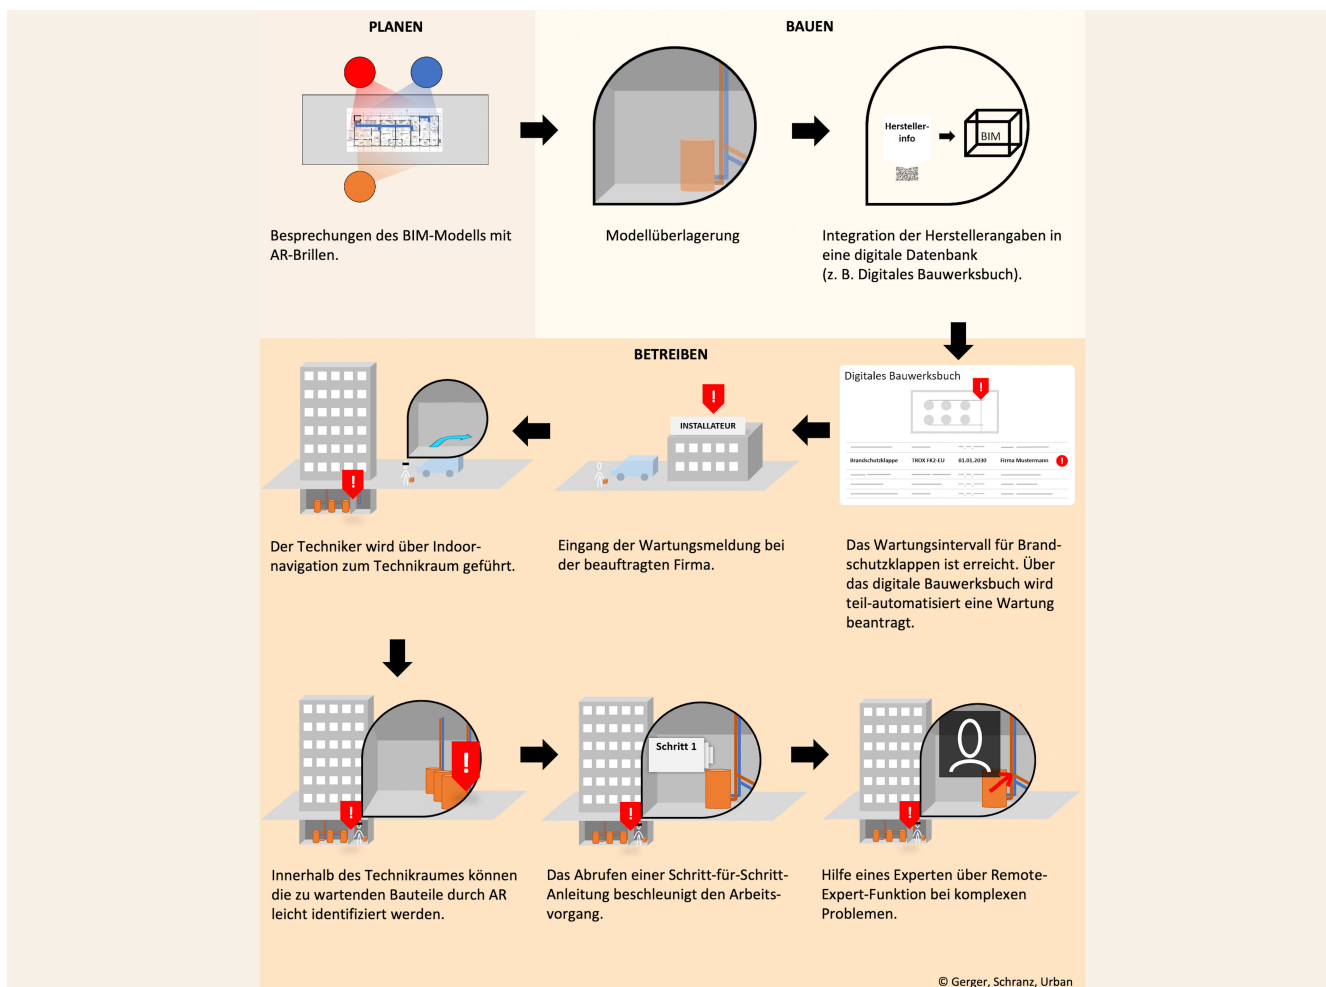 PLANEN
BAUEN
Hersteller-
info
BIM
Besprechungen des BIM-Modells mit
AR-Brillen.
Modellüberlagerung
Integration der Herstellerangaben in
eine digitale Datenbank
(z. B. Digitales Bauwerksbuch).
BETREIBEN
Digitales Bauwerksbuch
!
Brandschutzklappe TROX FK2-EU 01.01.2030 Firma Mustermann !
!
INSTALLATEUR
!
Das Wartungsintervall für Brand-
schutzklappen ist erreicht. Über
das digitale Bauwerksbuch wird
teil-automatisiert eine Wartung
beantragt.
Eingang der Wartungsmeldung bei
der beauftragten Firma.
Der Techniker wird über Indoor-
navigation zum Technikraum geführt.
!
!
Schritt 1
!
!
Innerhalb des Technikraumes können
die zu wartenden Bauteile durch AR
leicht identifiziert werden.
Das Abrufen einer Schritt-für-Schritt-
Anleitung beschleunigt den Arbeits-
vorgang.
Hilfe eines Experten über Remote-
Expert-Funktion bei komplexen
Problemen.
© Gerger, Schranz, Urban